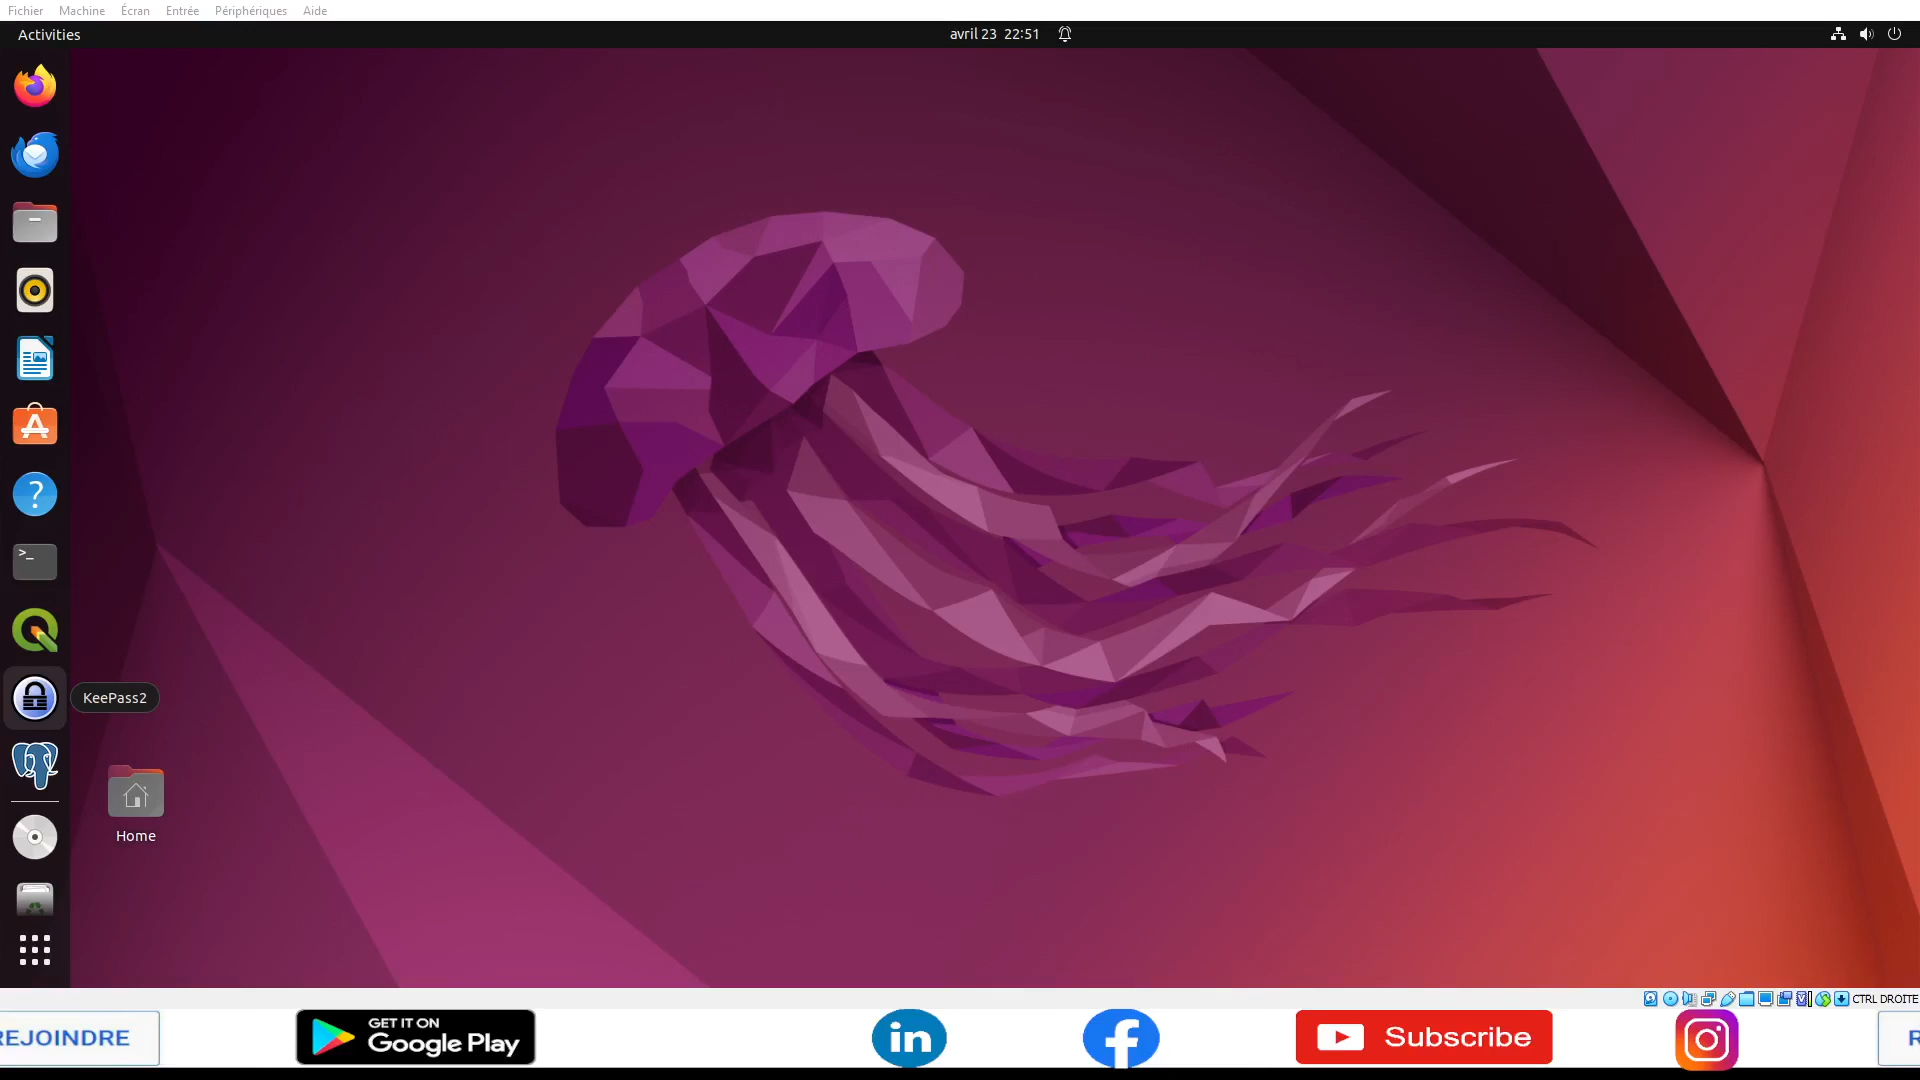 Fichier Machine Écran Entrée Périphériques Aide
Activities
avril 23 22:51
KeePass2
Home
CTRL DROITE
REJOINDRE
GET IT ON
Google Play
in
Subscribe